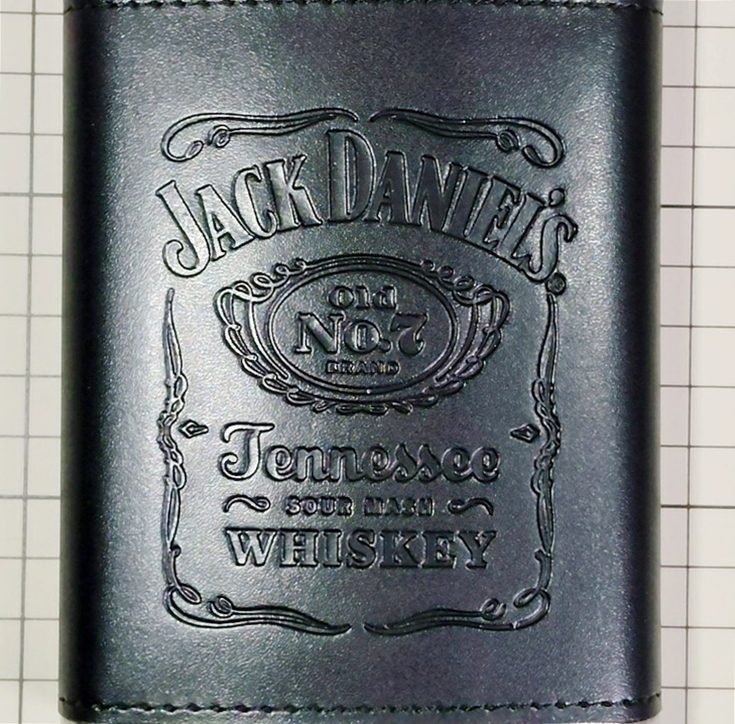 JACK DANIEL'S
Old
No.7
BRAND
Tennessee
SOUR MASH
WHISKEY